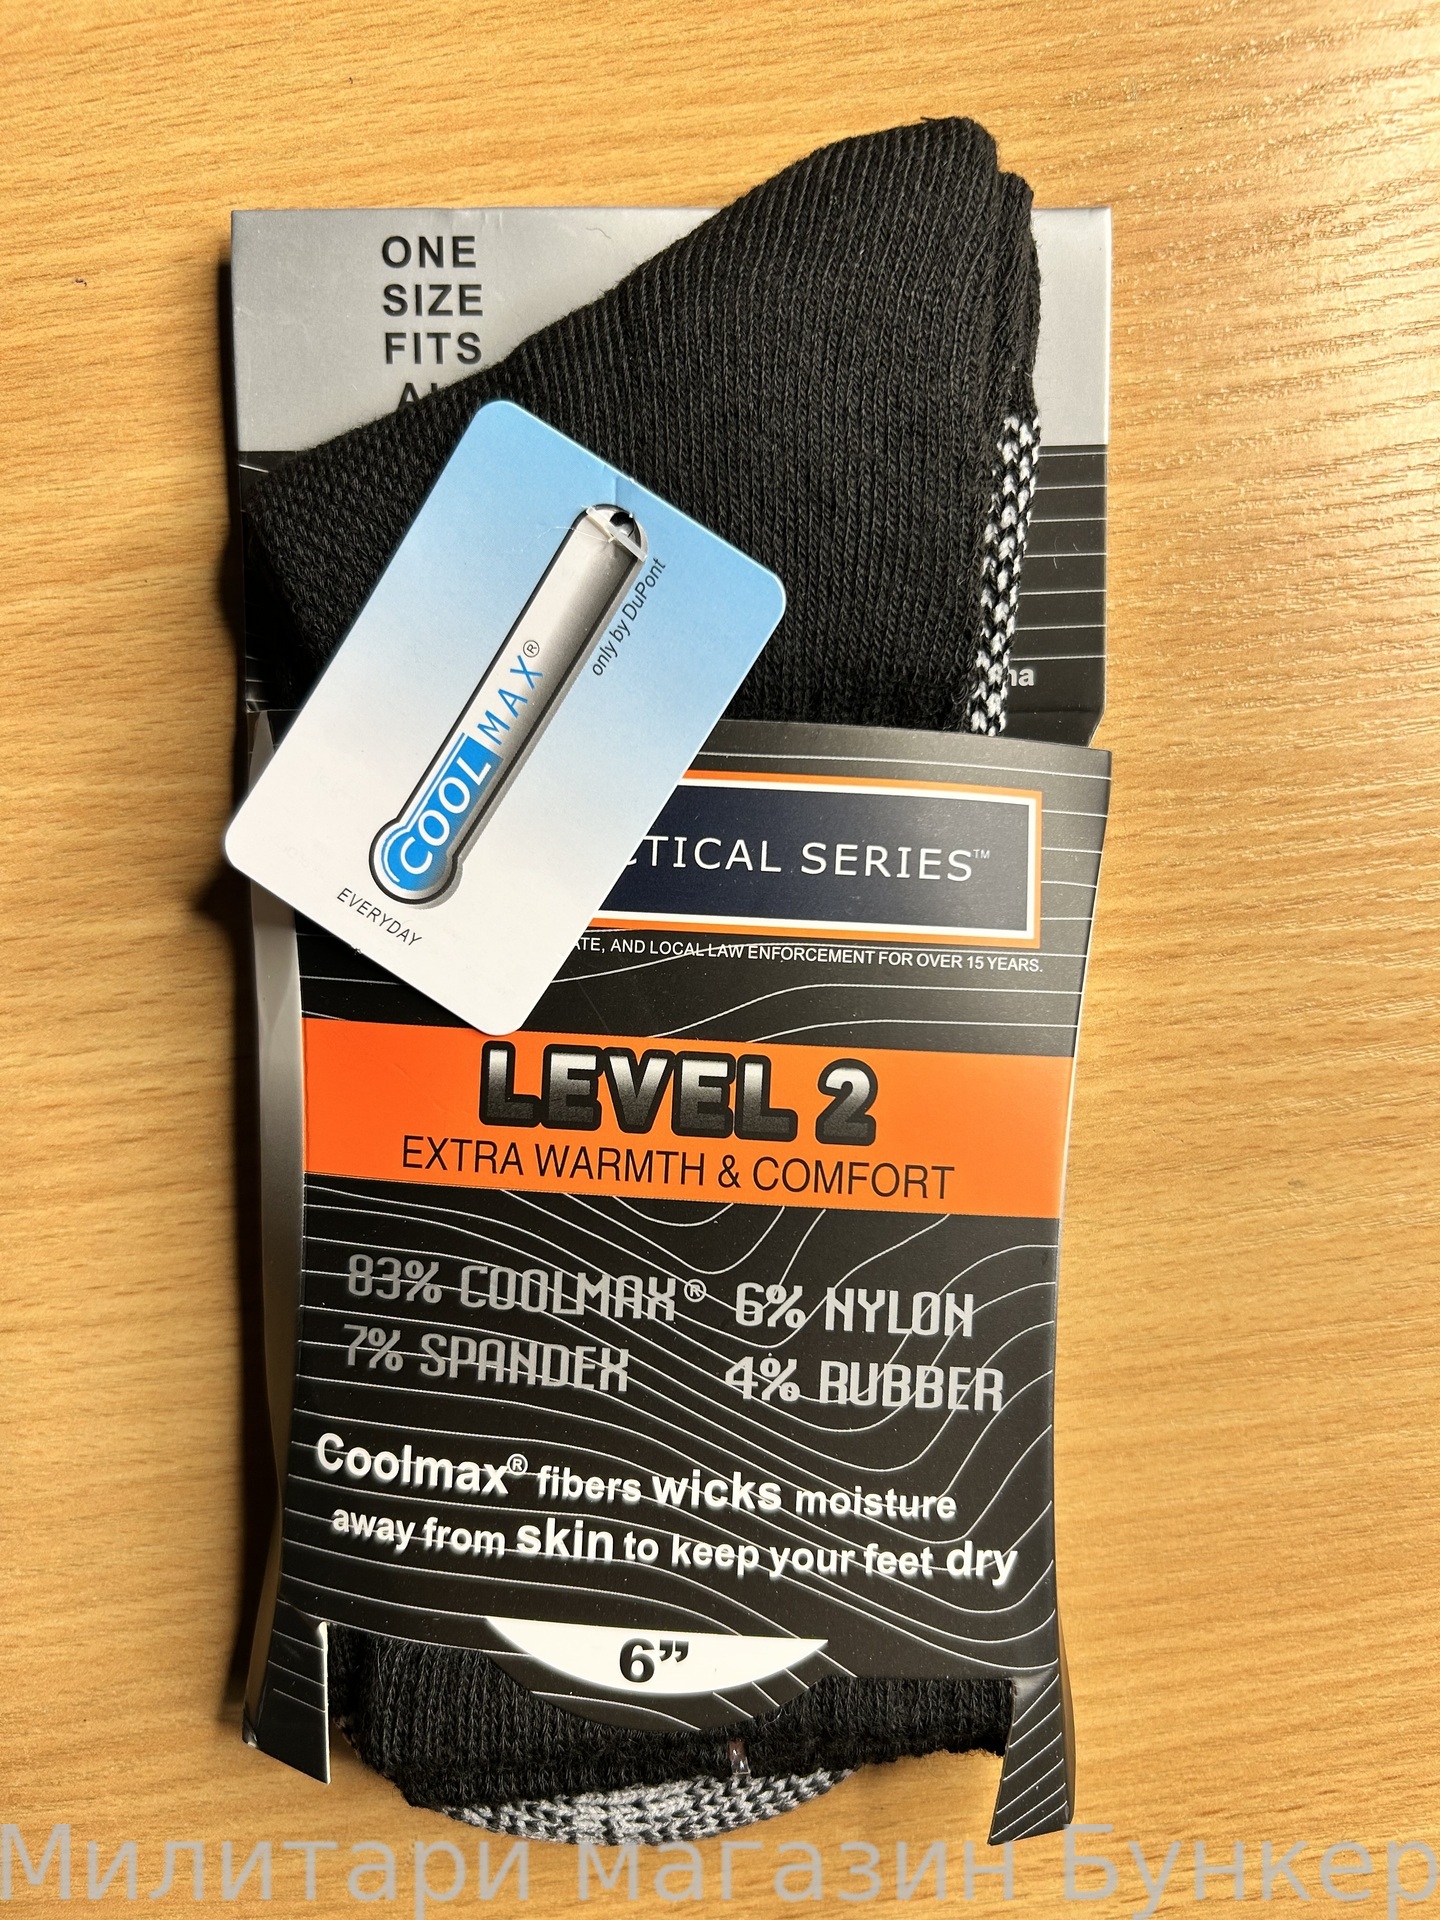 ONE
SIZE
FITS
COOLMAX®
only by DuPont
EVERYDAY
SERIES™
AND LOCAL LAW ENFORCEMENT FOR OVER 15 YEARS.
LEVEL 2
EXTRA WARMTH & COMFORT
83% COOLMAX® 6% NYLON
7% SPANDEX 4% RUBBER
Coolmax® fibers wicks moisture
away from skin to keep your feet dry
6”
Милитари магазин Бункер